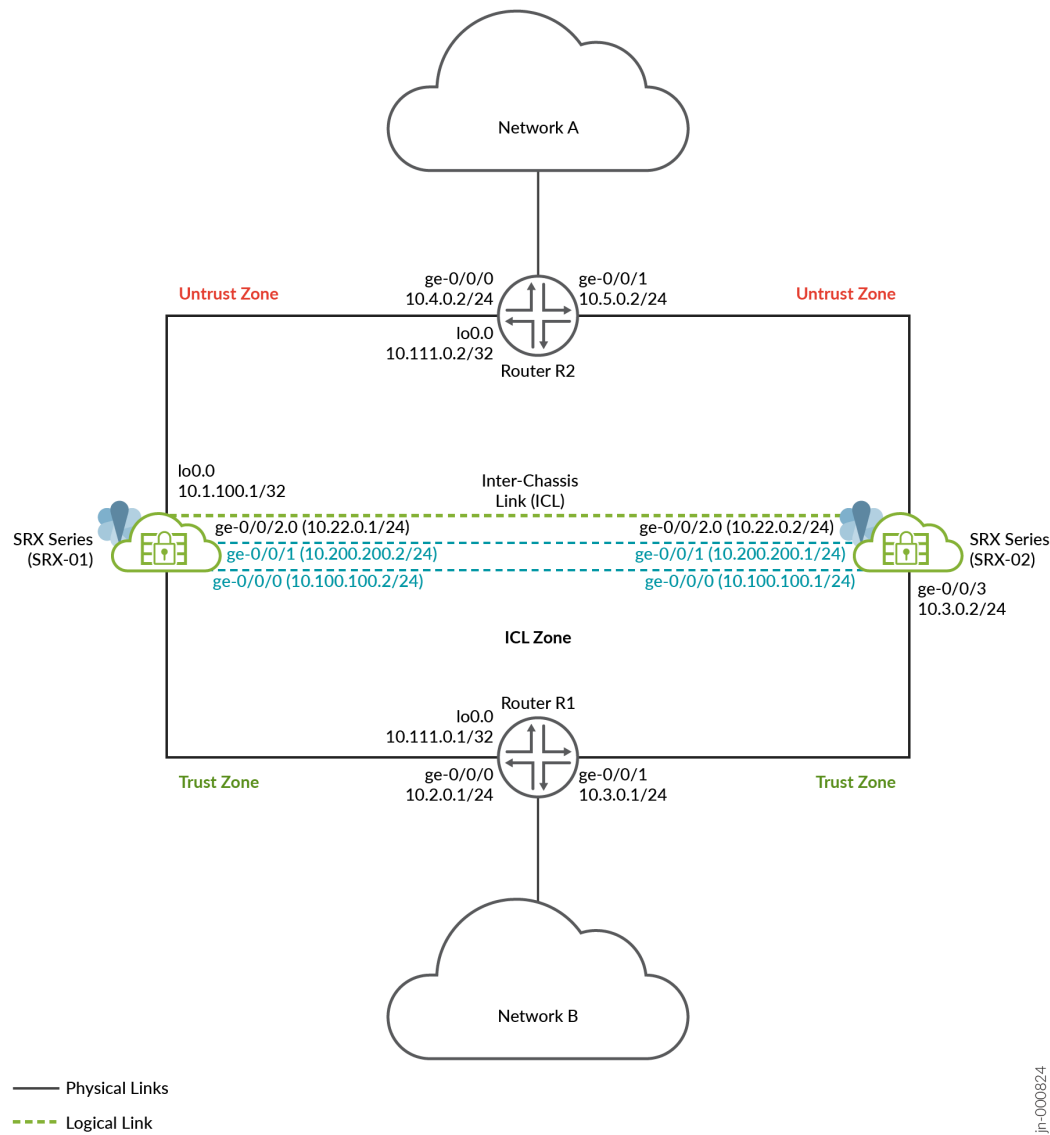 Network A
ge-0/0/0
10.4.0.2/24
ge-0/0/1
10.5.0.2/24
Untrust Zone
Untrust Zone
lo0.0
10.111.0.2/32
Router R2
lo0.0
10.1.100.1/32
Inter-Chassis
Link (ICL)
SRX Series
(SRX-01)
ge-0/0/2.0 (10.22.0.1/24)
ge-0/0/2.0 (10.22.0.2/24)
ge-0/0/1 (10.200.200.2/24)
ge-0/0/1 (10.200.200.1/24)
ge-0/0/0 (10.100.100.2/24)
ge-0/0/0 (10.100.100.1/24)
SRX Series
(SRX-02)
ge-0/0/3
10.3.0.2/24
ICL Zone
Router R1
lo0.0
10.111.0.1/32
Trust Zone
ge-0/0/0
10.2.0.1/24
ge-0/0/1
10.3.0.1/24
Trust Zone
Network B
Physical Links
Logical Link
jn-000824